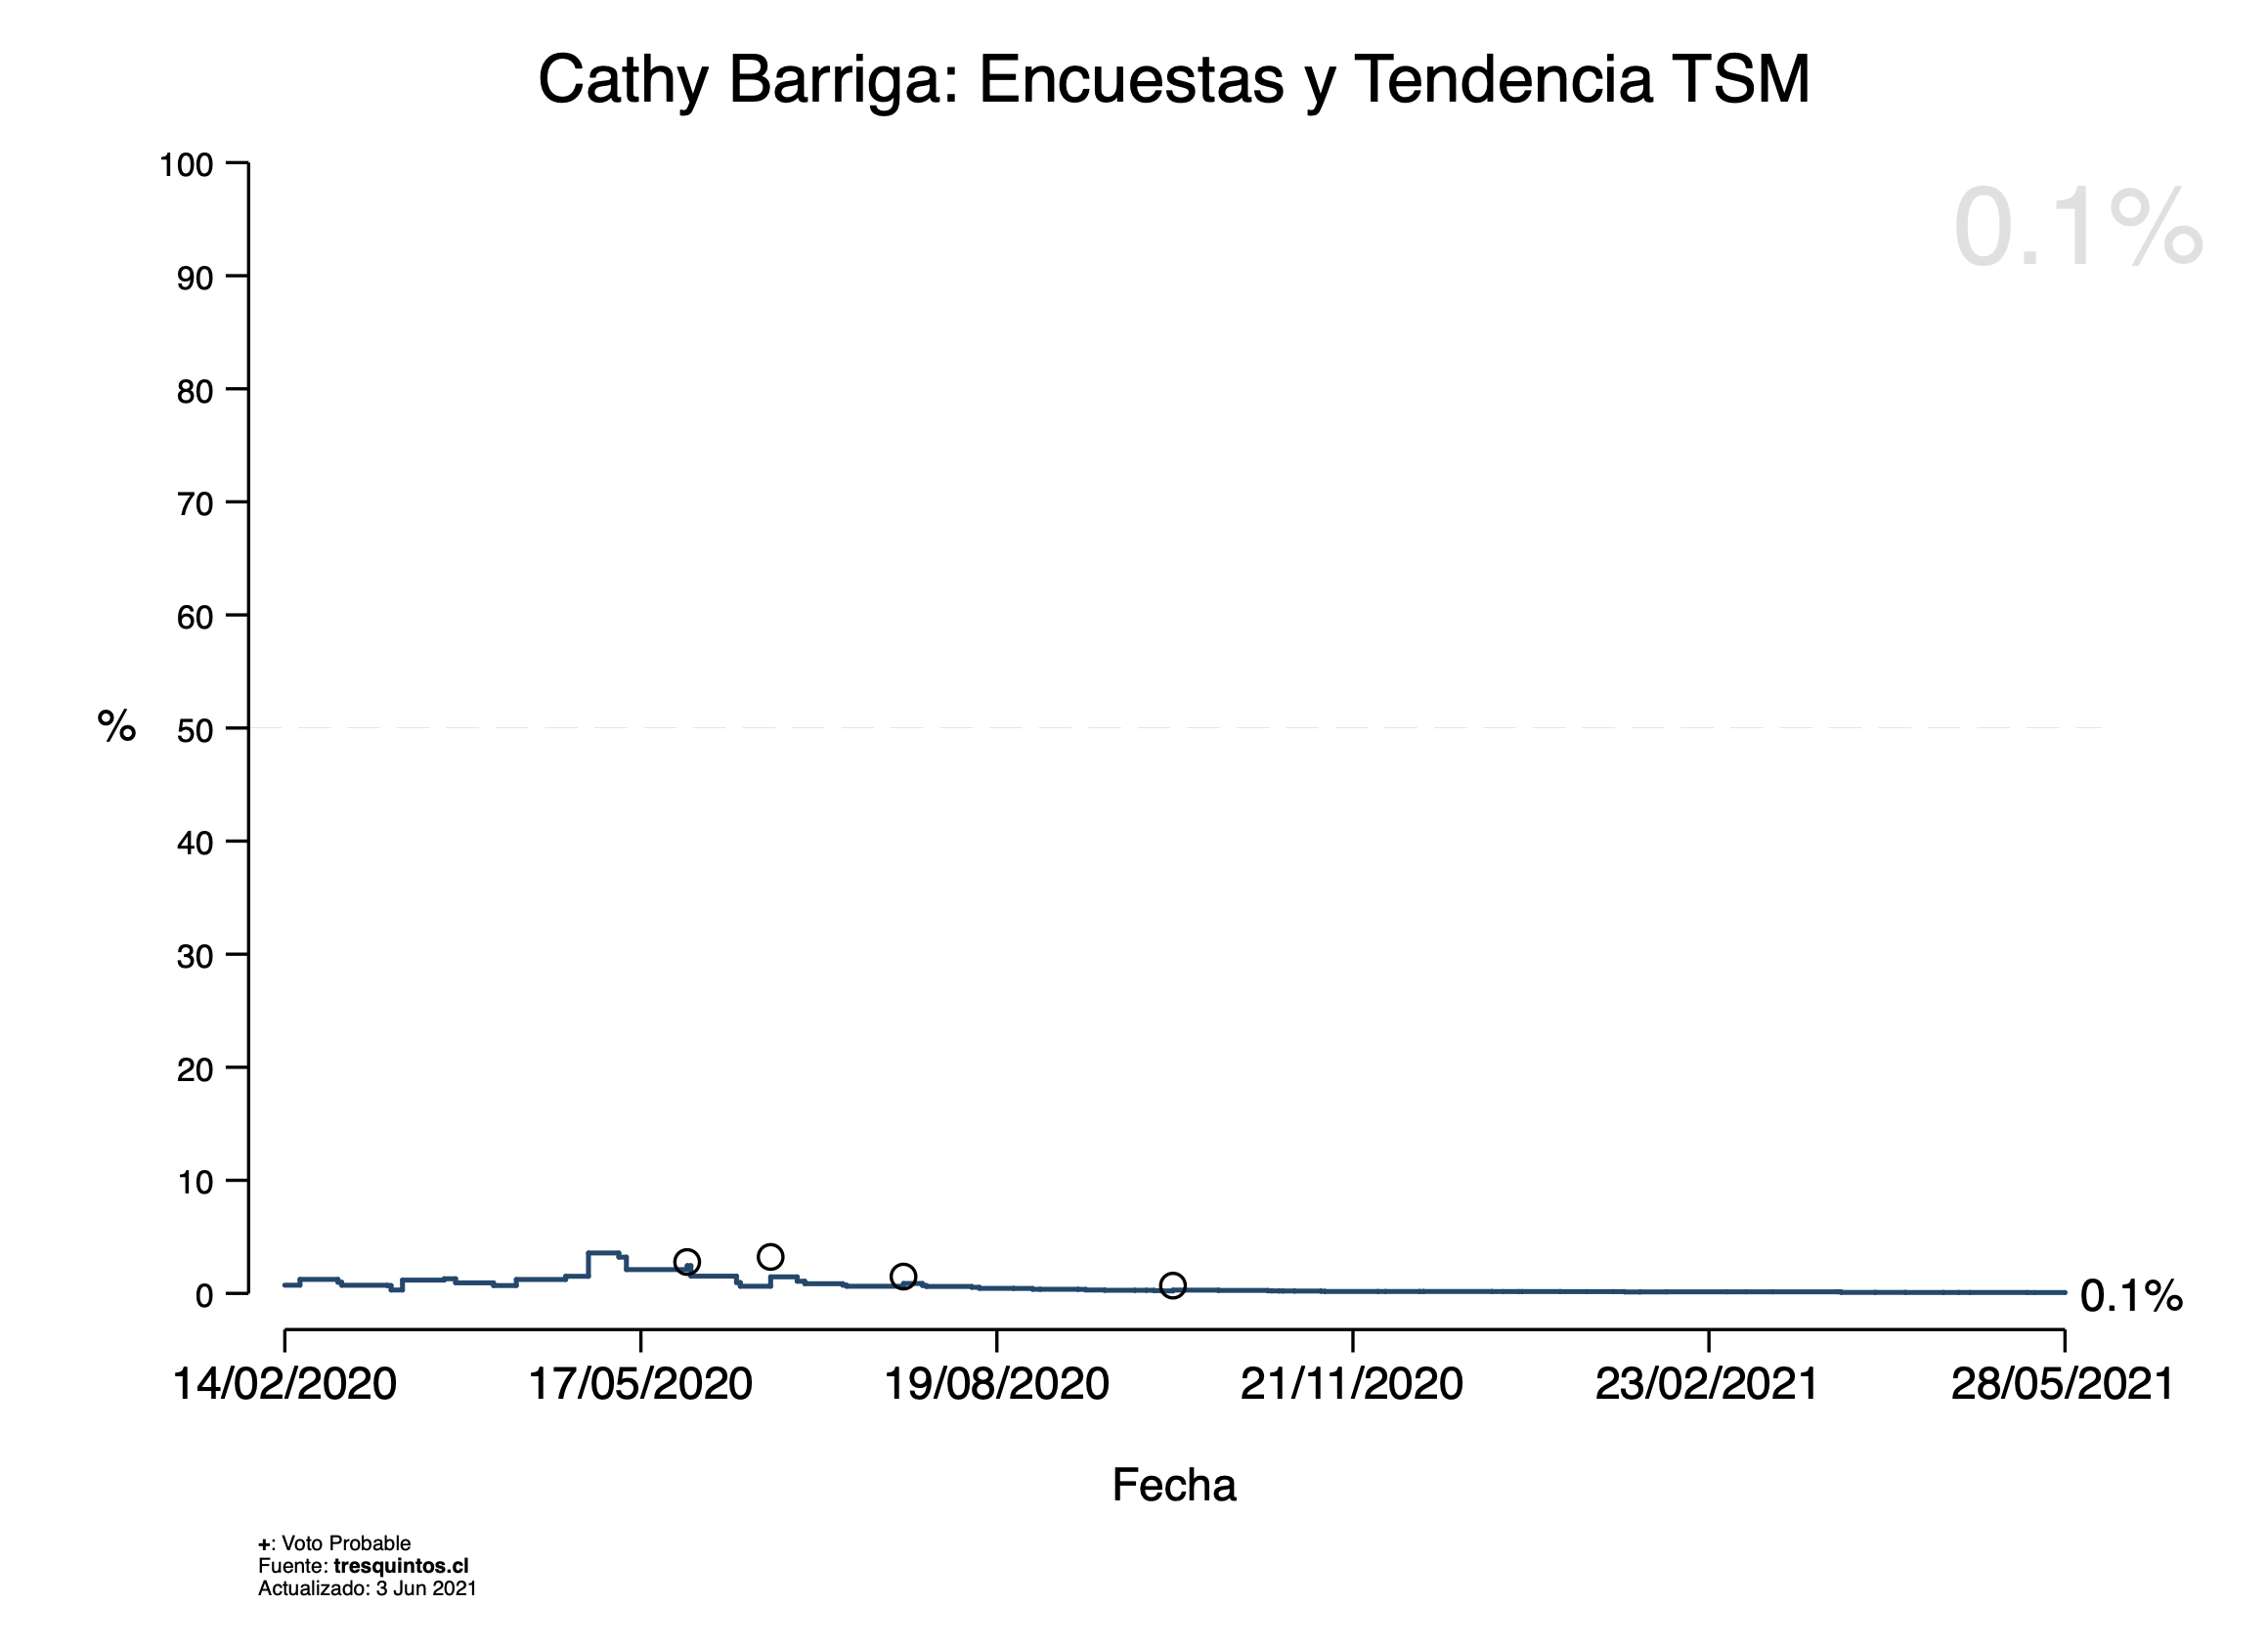 Cathy Barriga: Encuestas y Tendencia TSM
0.1%
100
90
80
70
60
% 50
40
30
20
10
0
0.1%
14/02/2020 17/05/2020 19/08/2020 21/11/2020 23/02/2021 28/05/2021
Fecha
+: Voto Probable
Fuente: tresquintos.cl
Actualizado: 3 Jun 2021